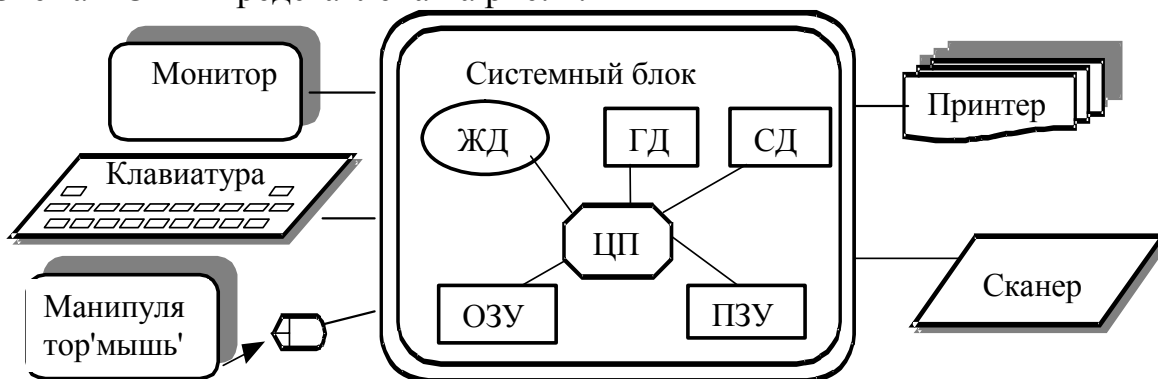 Монитор
Системный блок
Принтер
ЖД
ГД
СД
Клавиатура
ЦП
Манипуля
тор'мышь'
ОЗУ
ПЗУ
Сканер